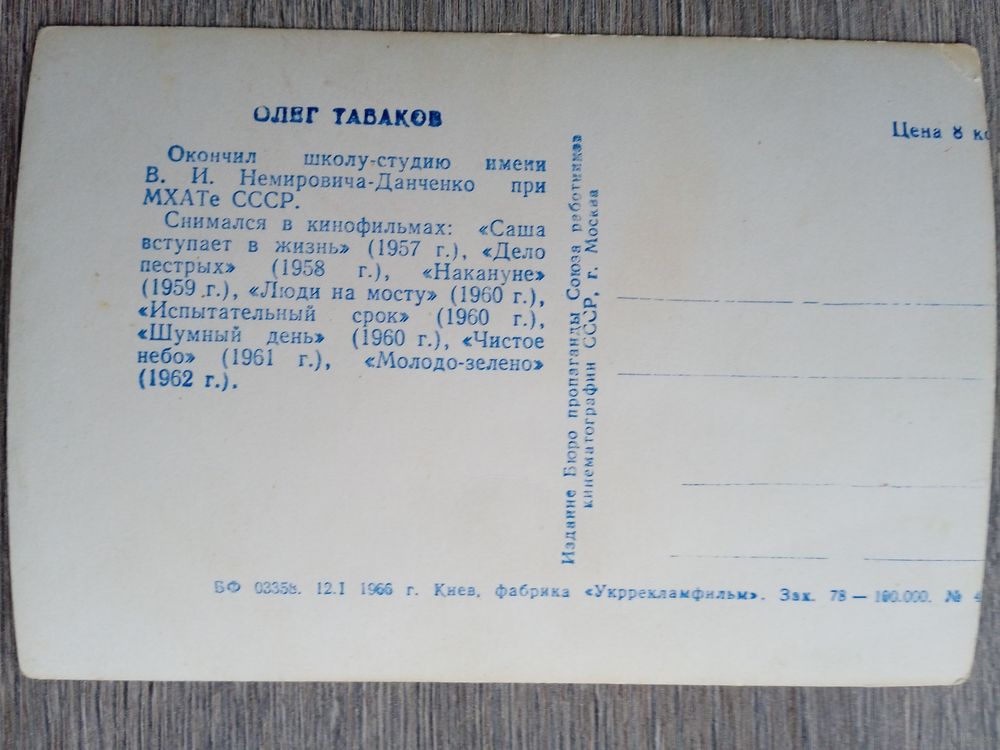 ОЛЕГ ТАБАКОВ
Окончил школу-студию имени
В. И. Немировича-Данченко при
МХАТе СССР.
Снимался в кинофильмах: «Саша
вступает в жизнь» (1957 г.), «Дело
пестрых» (1958 г.), «Накануне»
(1959 г.), «Люди на мосту» (1960 г.),
«Испытательный срок» (1960 г.),
«Шумный день» (1960 г.), «Чистое
небо» (1961 г.), «Молодо-зелено»
(1962 г.).
Издание Бюро пропаганды Союза работников
кинематографии СССР, г. Москва
Цена 8 ко
БФ 03358. 12.I 1966 г. Киев, фабрика «Укррекламфильм». Зак. 78 — 100.000. № 4